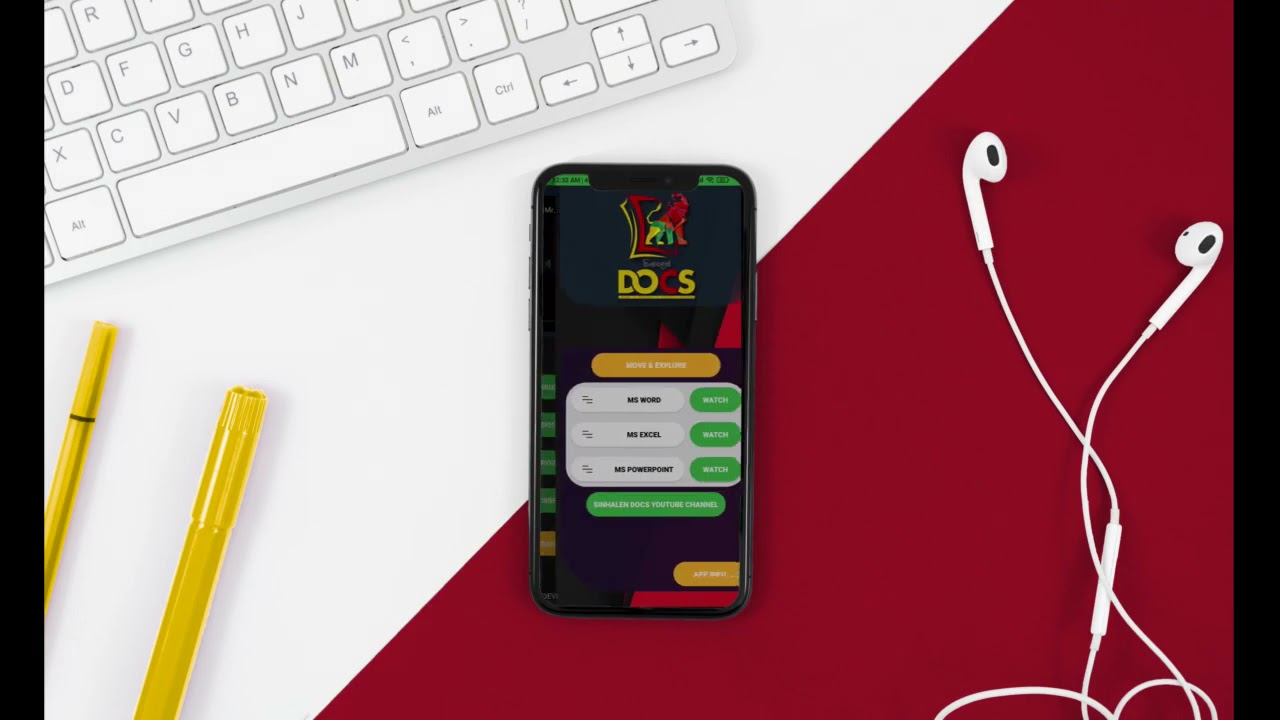 R
J
D
F
G
H
<
,
>
.
?
/
X
C
V
B
N
M
Alt
Alt
Ctrl
DOCS
MOVE & EXPLORE
MS WORD
WATCH
MS EXCEL
WATCH
MS POWERPOINT
WATCH
SINHALEN DOCS YOUTUBE CHANNEL
APP INFO